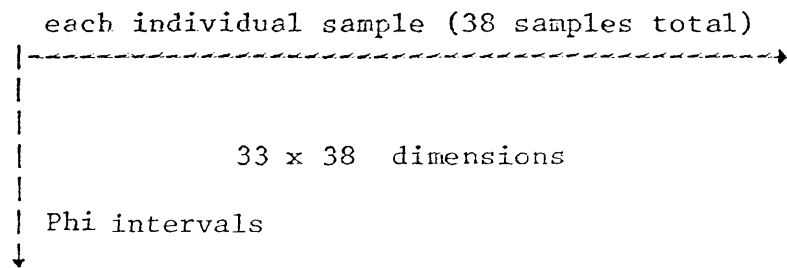 each individual sample (38 samples total)
33 x 38 dimensions
Phi intervals